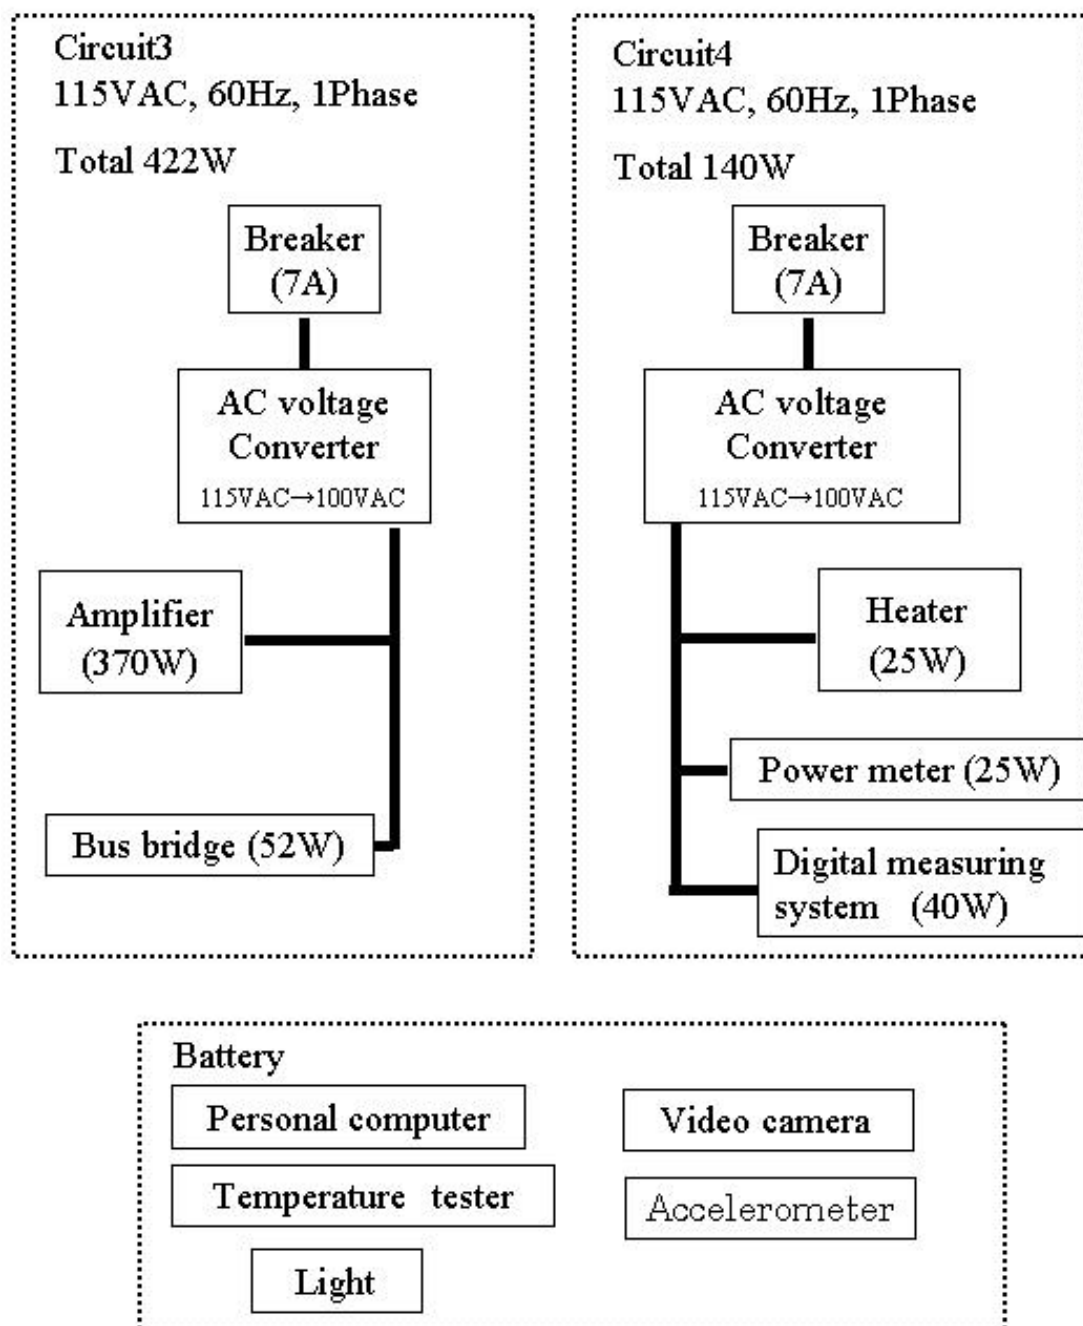 Circuit3
115VAC, 60Hz, 1Phase
Total 422W
Breaker
(7A)
AC voltage
Converter
115VAC→100VAC
Amplifier
(370W)
Bus bridge (52W)
Circuit4
115VAC, 60Hz, 1Phase
Total 140W
Breaker
(7A)
AC voltage
Converter
115VAC→100VAC
Heater
(25W)
Power meter (25W)
Digital measuring
system (40W)
Battery
Personal computer
Video camera
Temperature tester
Accelerometer
Light